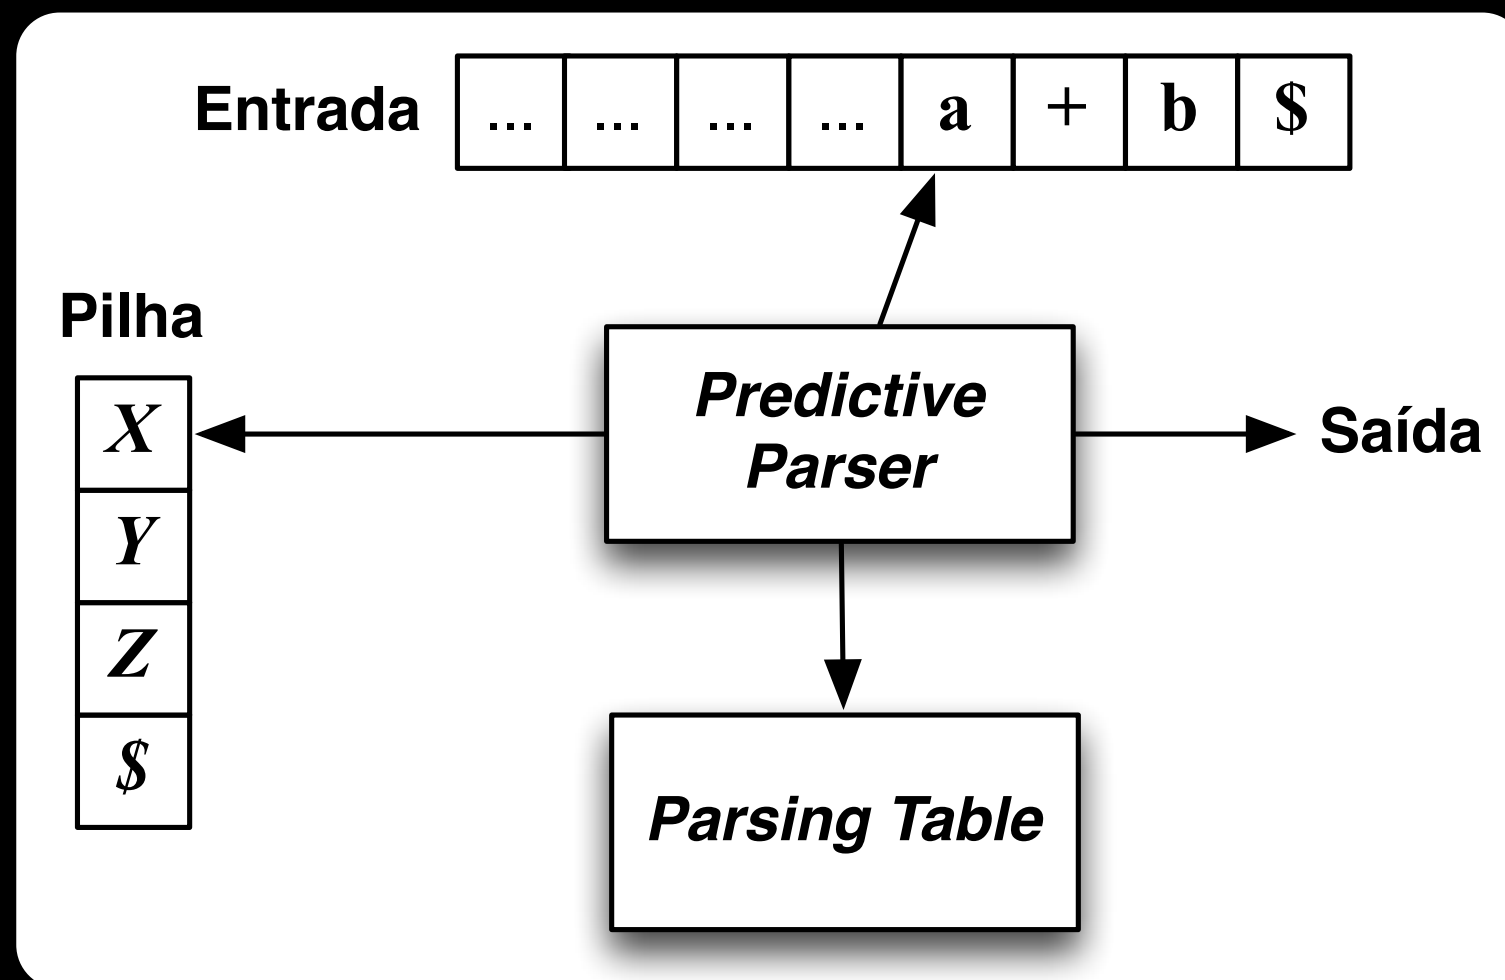 Entrada ... ... ... ... a + b $
Pilha
X
Y
Z
$
Predictive
Parser
Saída
Parsing Table